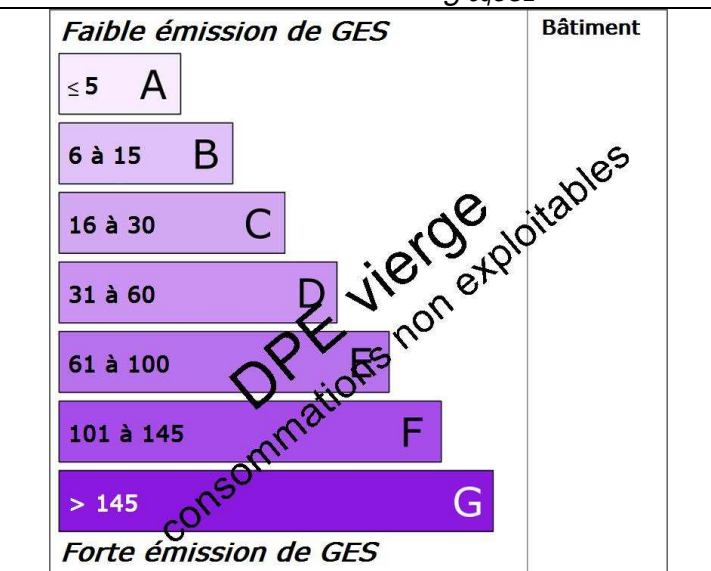 Faible émission de GES
Bâtiment
≤ 5 A
6 à 15 B
16 à 30 C
31 à 60 D
61 à 100 E
101 à 145 F
> 145 G
Forte émission de GES
DPE vierge
consommations non exploitables